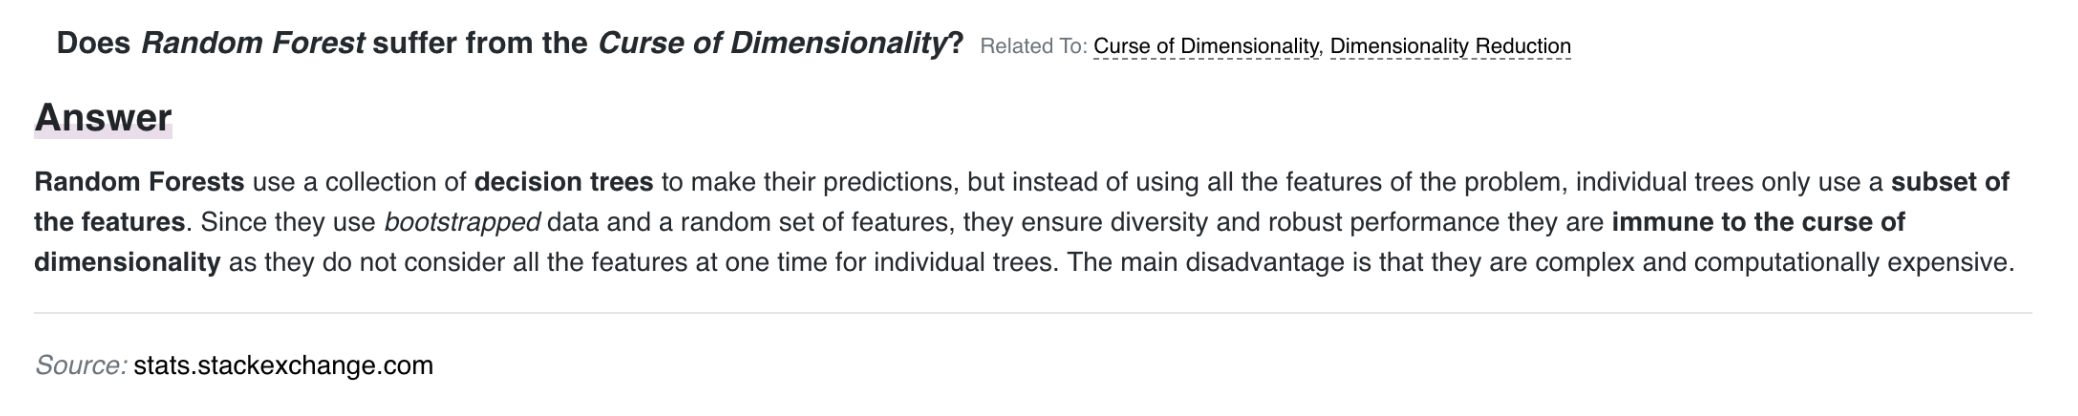 Does Random Forest suffer from the Curse of Dimensionality? Related To: Curse of Dimensionality, Dimensionality Reduction
Answer
Random Forests use a collection of decision trees to make their predictions, but instead of using all the features of the problem, individual trees only use a subset of
the features. Since they use bootstrapped data and a random set of features, they ensure diversity and robust performance they are immune to the curse of
dimensionality as they do not consider all the features at one time for individual trees. The main disadvantage is that they are complex and computationally expensive.
Source: stats.stackexchange.com